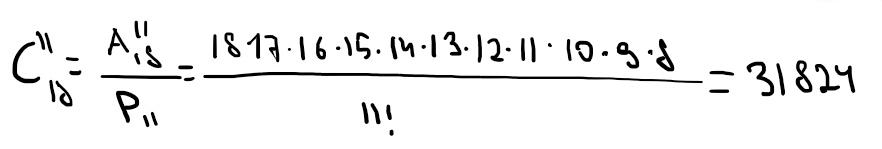 C¹¹₁₈ = A¹¹₁₈ / P₁₁ = 18 17·16·15·14·13·12·11·10·9·8 / 11! = 31824